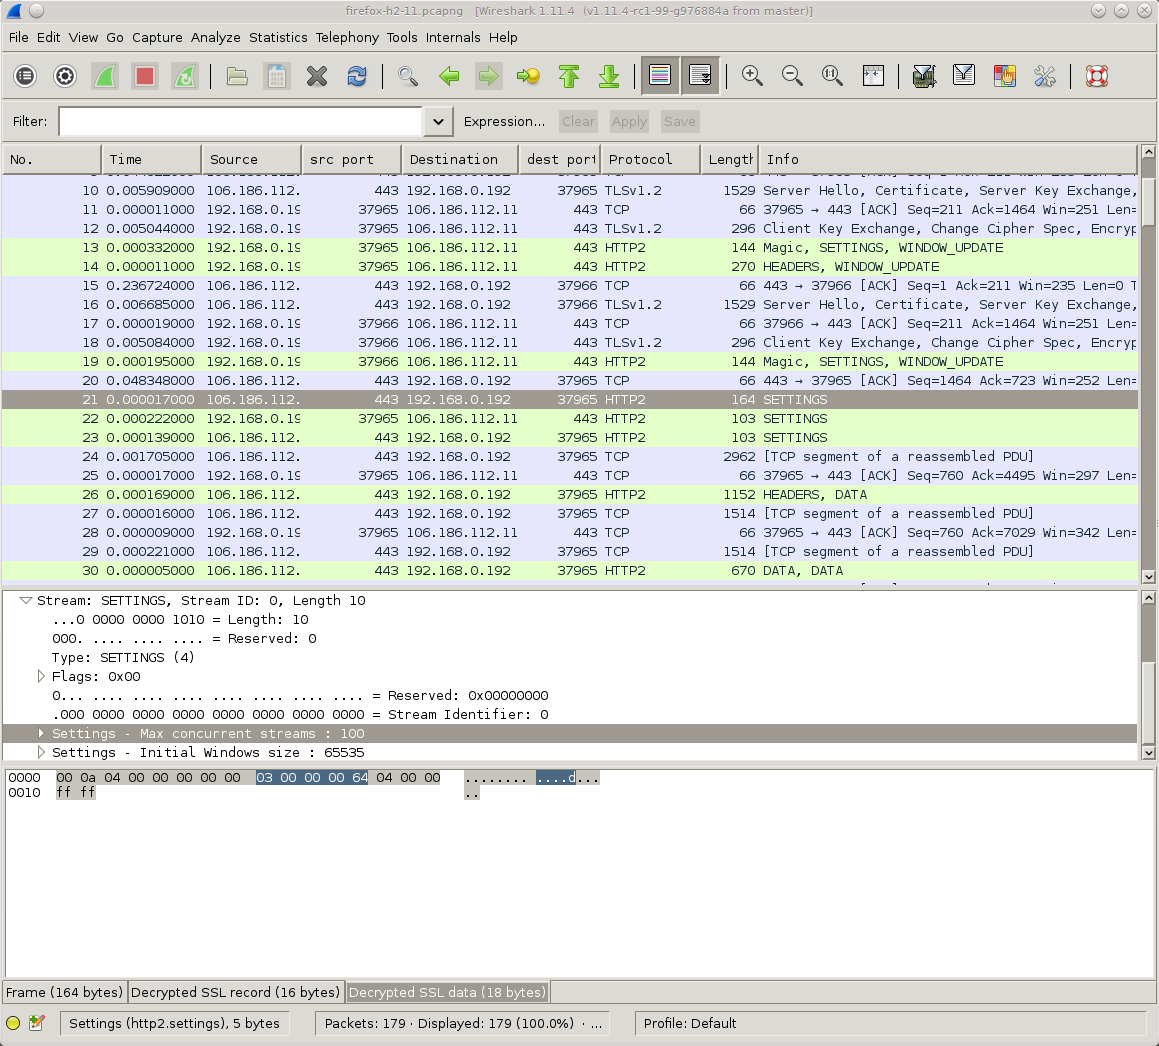 firefox-h2-11.pcapng [Wireshark 1.11.4 (v1.11.4-rc1-99-g976884a from master)]
File Edit View Go Capture Analyze Statistics Telephony Tools Internals Help
Filter: Expression... Clear Apply Save
No. Time Source src port Destination dest port Protocol Length Info
10 0.005909000 106.186.112. 443 192.168.0.192 37965 TLSv1.2 1529 Server Hello, Certificate, Server Key Exchange,
11 0.000011000 192.168.0.19 37965 106.186.112.11 443 TCP 66 37965 → 443 [ACK] Seq=211 Ack=1464 Win=251 Len=
12 0.005044000 192.168.0.19 37965 106.186.112.11 443 TLSv1.2 296 Client Key Exchange, Change Cipher Spec, Encryp
13 0.000332000 192.168.0.19 37965 106.186.112.11 443 HTTP2 144 Magic, SETTINGS, WINDOW_UPDATE
14 0.000011000 192.168.0.19 37965 106.186.112.11 443 HTTP2 270 HEADERS, WINDOW_UPDATE
15 0.236724000 106.186.112. 443 192.168.0.192 37966 TCP 66 443 → 37966 [ACK] Seq=1 Ack=211 Win=235 Len=0 T
16 0.006685000 106.186.112. 443 192.168.0.192 37966 TLSv1.2 1529 Server Hello, Certificate, Server Key Exchange,
17 0.000019000 192.168.0.19 37966 106.186.112.11 443 TCP 66 37966 → 443 [ACK] Seq=211 Ack=1464 Win=251 Len=
18 0.005084000 192.168.0.19 37966 106.186.112.11 443 TLSv1.2 296 Client Key Exchange, Change Cipher Spec, Encryp
19 0.000195000 192.168.0.19 37966 106.186.112.11 443 HTTP2 144 Magic, SETTINGS, WINDOW_UPDATE
20 0.048348000 106.186.112. 443 192.168.0.192 37965 TCP 66 443 → 37965 [ACK] Seq=1464 Ack=723 Win=252 Len=
21 0.000017000 106.186.112. 443 192.168.0.192 37965 HTTP2 164 SETTINGS
22 0.000222000 192.168.0.19 37965 106.186.112.11 443 HTTP2 103 SETTINGS
23 0.000139000 106.186.112. 443 192.168.0.192 37965 HTTP2 103 SETTINGS
24 0.001705000 106.186.112. 443 192.168.0.192 37965 TCP 2962 [TCP segment of a reassembled PDU]
25 0.000017000 192.168.0.19 37965 106.186.112.11 443 TCP 66 37965 → 443 [ACK] Seq=760 Ack=4495 Win=297 Len=
26 0.000169000 106.186.112. 443 192.168.0.192 37965 HTTP2 1152 HEADERS, DATA
27 0.000016000 106.186.112. 443 192.168.0.192 37965 TCP 1514 [TCP segment of a reassembled PDU]
28 0.000009000 192.168.0.19 37965 106.186.112.11 443 TCP 66 37965 → 443 [ACK] Seq=760 Ack=7029 Win=342 Len=
29 0.000221000 106.186.112. 443 192.168.0.192 37965 TCP 1514 [TCP segment of a reassembled PDU]
30 0.000005000 106.186.112. 443 192.168.0.192 37965 HTTP2 670 DATA, DATA
Stream: SETTINGS, Stream ID: 0, Length 10
...0 0000 0000 1010 = Length: 10
000. .... .... .... = Reserved: 0
Type: SETTINGS (4)
Flags: 0x00
0... .... .... .... .... .... .... .... = Reserved: 0x00000000
.000 0000 0000 0000 0000 0000 0000 0000 = Stream Identifier: 0
Settings - Max concurrent streams : 100
Settings - Initial Windows size : 65535
0000 00 0a 04 00 00 00 00 00 03 00 00 00 64 04 00 00 ........ ....d...
0010 ff ff ..
Frame (164 bytes) Decrypted SSL record (16 bytes) Decrypted SSL data (18 bytes)
Settings (http2.settings), 5 bytes Packets: 179 · Displayed: 179 (100.0%) · ... Profile: Default